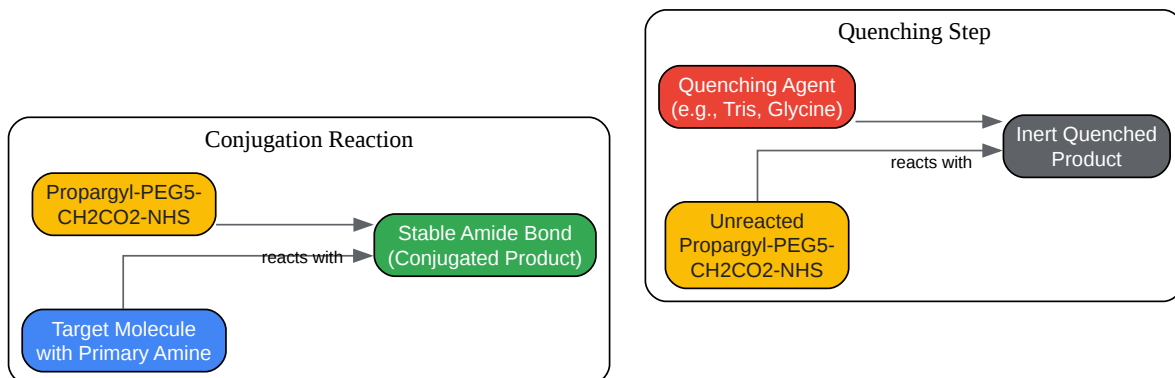 Conjugation Reaction
Propargyl-PEG5-
CH2CO2-NHS
Stable Amide Bond
(Conjugated Product)
reacts with
Target Molecule
with Primary Amine
Quenching Step
Quenching Agent
(e.g., Tris, Glycine)
Inert Quenched
Product
reacts with
Unreacted
Propargyl-PEG5-
CH2CO2-NHS